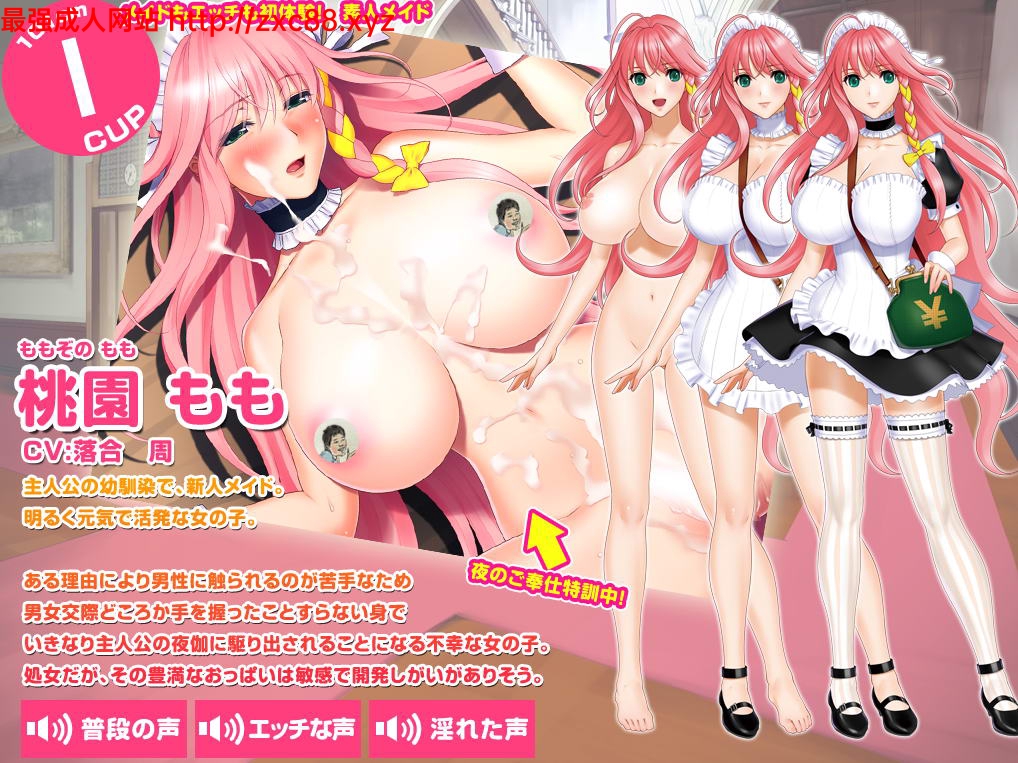 メイドもエッチも初体験! 素人メイド
最强成人网站 http://zxc88.xyz
I
CUP
ももぞの もも
桃園 もも
CV:落合 周
主人公の幼馴染で、新人メイド。
明るく元気で活発な女の子。
夜のご奉仕特訓中!
ある理由により男性に触られるのが苦手なため
男女交際どころか手を握ったことすらない身で
いきなり主人公の夜伽に駆り出されることになる不幸な女の子。
処女だが、その豊満なおっぱいは敏感で開発しがいがありそう。
普段の声
エッチな声
淫れた声